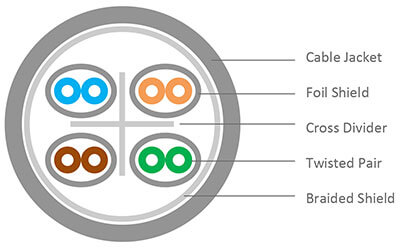 Cable Jacket
Foil Shield
Cross Divider
Twisted Pair
Braided Shield